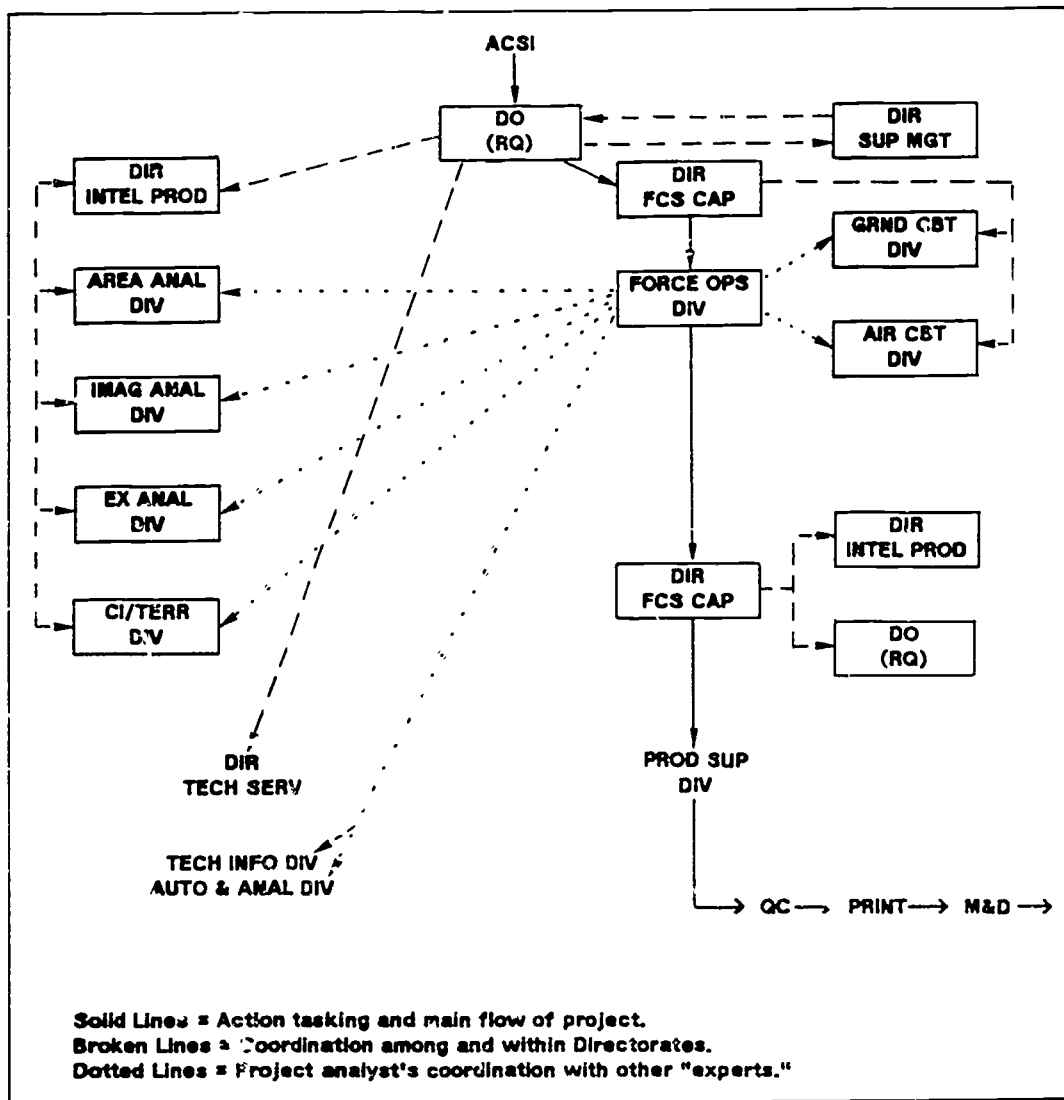 ACSI
DO
(RQ)
DIR
SUP MGT
DIR
INTEL PROD
DIR
FCS CAP
GRND CBT
DIV
AREA ANAL
DIV
FORCE OPS
DIV
AIR CBT
DIV
IMAG ANAL
DIV
EX ANAL
DIV
DIR
INTEL PROD
DIR
FCS CAP
CI/TERR
DIV
DO
(RQ)
DIR
TECH SERV
PROD SUP
DIV
TECH INFO DIV
AUTO & ANAL DIV
QC PRINT M&D
Solid Lines = Action tasking and main flow of project.
Broken Lines = Coordination among and within Directorates.
Dotted Lines = Project analyst's coordination with other "experts."